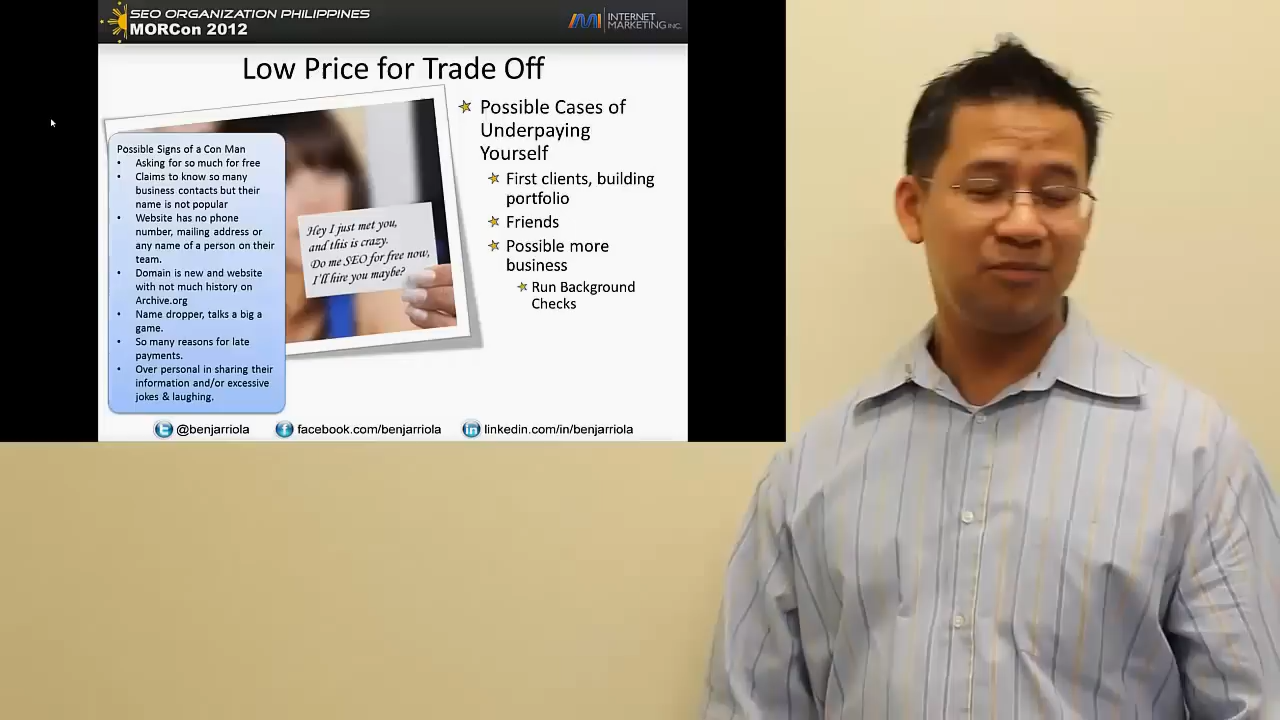 SEO ORGANIZATION PHILIPPINES
MORCon 2012
INTERNET
MARKETING INC.
Low Price for Trade Off
Possible Signs of a Con Man
• Asking for so much for free
• Claims to know so many
business contacts but their
name is not popular
• Website has no phone
number, mailing address or
any name of a person on their
team.
• Domain is new and website
with not much history on
Archive.org
• Name dropper, talks a big a
game.
• So many reasons for late
payments.
• Over personal in sharing their
information and/or excessive
jokes & laughing.
Hey I just met you,
and this is crazy.
Do me SEO for free now,
I'll hire you maybe?
Possible Cases of
Underpaying
Yourself
First clients, building
portfolio
Friends
Possible more
business
Run Background
Checks
@benjarriola
facebook.com/benjarriola
linkedin.com/in/benjarriola